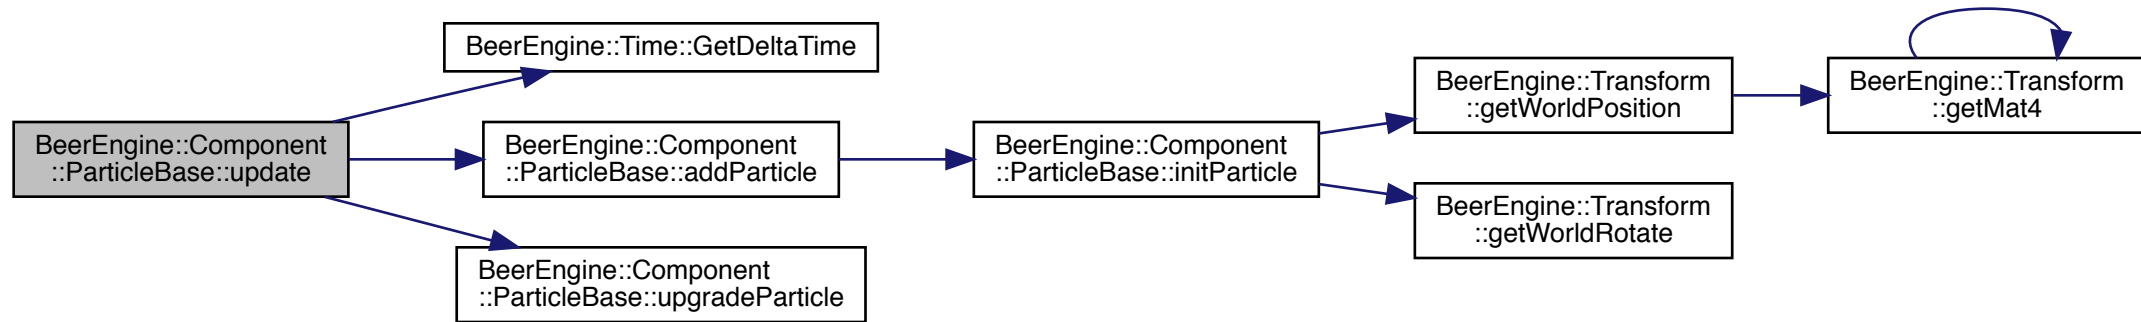 BeerEngine::Component
::ParticleBase::update
BeerEngine::Time::GetDeltaTime
BeerEngine::Component
::ParticleBase::addParticle
BeerEngine::Component
::ParticleBase::upgradeParticle
BeerEngine::Component
::ParticleBase::initParticle
BeerEngine::Transform
::getWorldPosition
BeerEngine::Transform
::getWorldRotate
BeerEngine::Transform
::getMat4